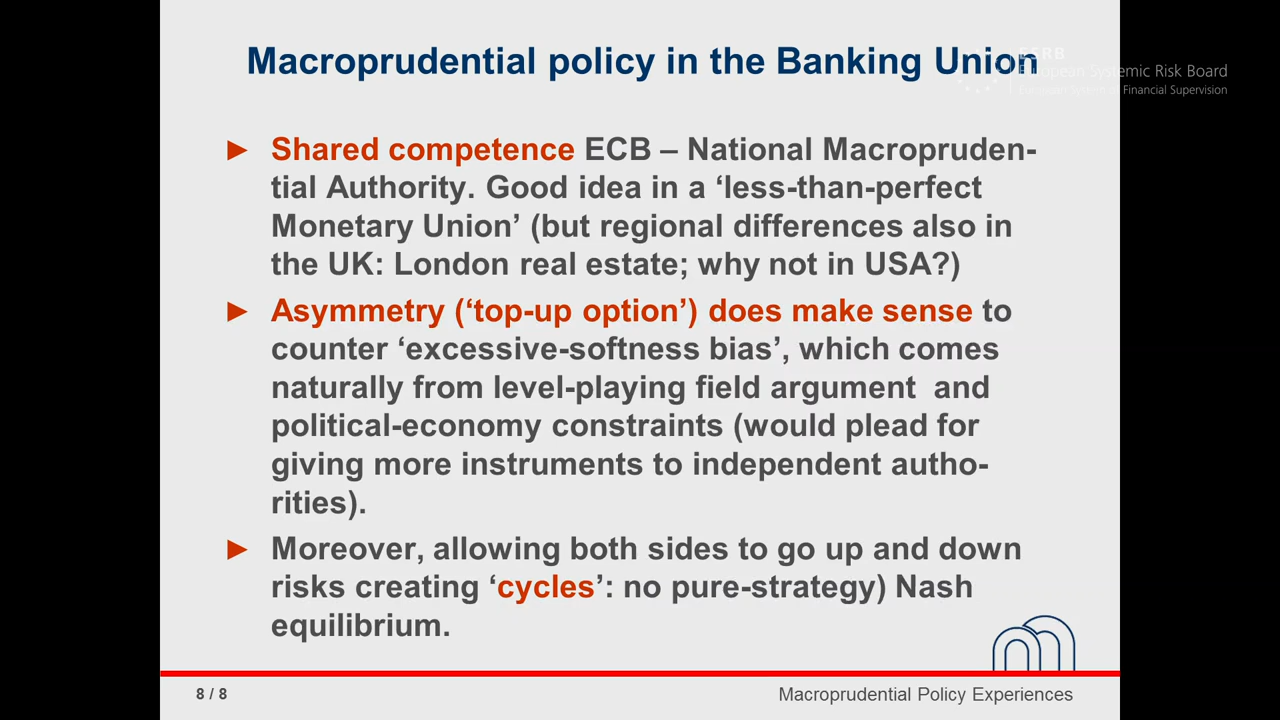 Macroprudential policy in the Banking Union
ESRB
European Systemic Risk Board
European System of Financial Supervision
► Shared competence ECB – National Macropruden-
tial Authority. Good idea in a ‘less-than-perfect
Monetary Union’ (but regional differences also in
the UK: London real estate; why not in USA?)
► Asymmetry (‘top-up option’) does make sense to
counter ‘excessive-softness bias’, which comes
naturally from level-playing field argument and
political-economy constraints (would plead for
giving more instruments to independent autho-
rities).
► Moreover, allowing both sides to go up and down
risks creating ‘cycles’: no pure-strategy) Nash
equilibrium.
8 / 8
Macroprudential Policy Experiences